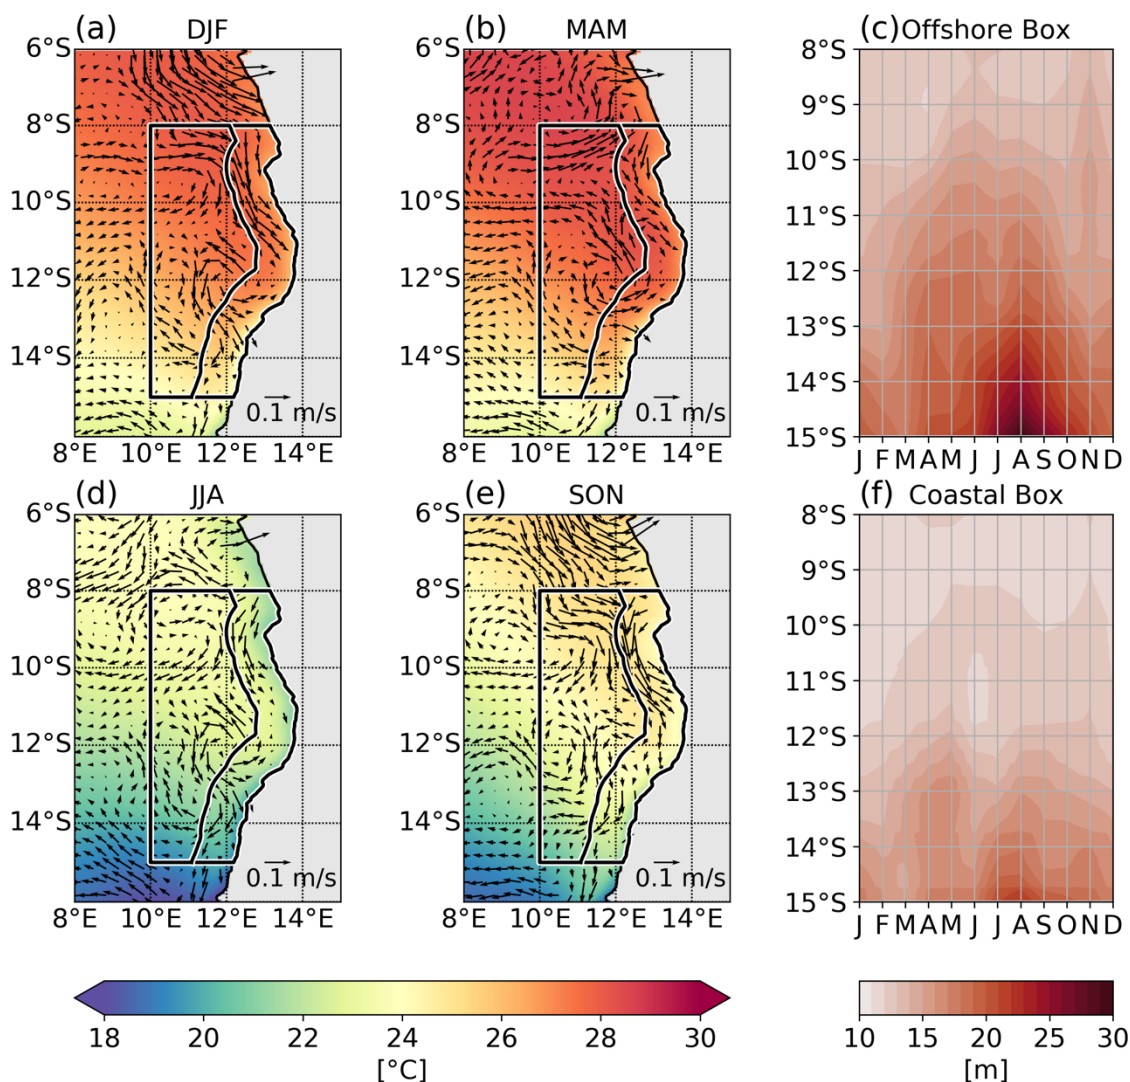 (a) DJF
6°S
8°S
10°S
12°S
14°S
0.1 m/s
8°E 10°E 12°E 14°E
(b) MAM
6°S
8°S
10°S
12°S
14°S
0.1 m/s
8°E 10°E 12°E 14°E
(c) Offshore Box
8°S
9°S
10°S
11°S
12°S
13°S
14°S
15°S
J F M A M J J A S O N D
(d) JJA
6°S
8°S
10°S
12°S
14°S
0.1 m/s
8°E 10°E 12°E 14°E
(e) SON
6°S
8°S
10°S
12°S
14°S
0.1 m/s
8°E 10°E 12°E 14°E
(f) Coastal Box
8°S
9°S
10°S
11°S
12°S
13°S
14°S
15°S
J F M A M J J A S O N D
18 20 22 24 26 28 30
[°C]
10 15 20 25 30
[m]